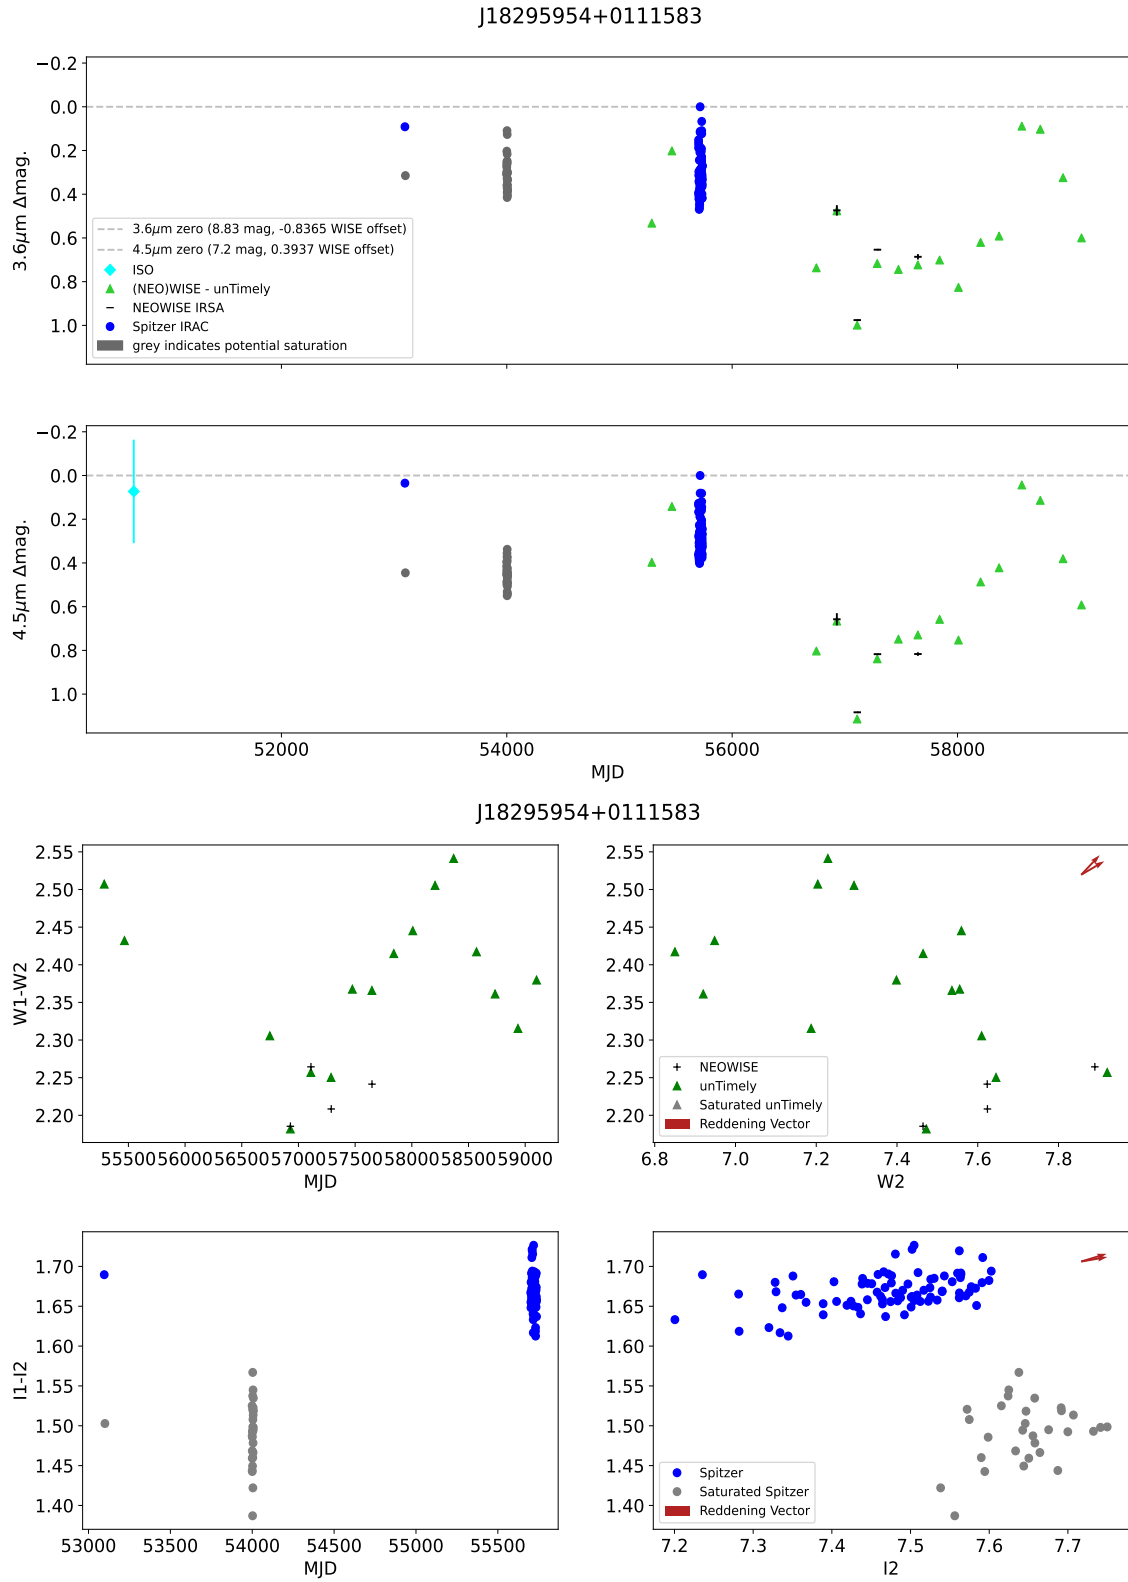 J18295954+0111583
−0.2
0.0
0.2
0.4
0.6
0.8
1.0
3.6μm Δmag.
3.6μm zero (8.83 mag, -0.8365 WISE offset)
4.5μm zero (7.2 mag, 0.3937 WISE offset)
ISO
(NEO)WISE - unTimely
NEOWISE IRSA
Spitzer IRAC
grey indicates potential saturation
−0.2
0.0
0.2
0.4
0.6
0.8
1.0
4.5μm Δmag.
52000 54000 56000 58000
MJD
J18295954+0111583
2.55
2.50
2.45
2.40
2.35
2.30
2.25
2.20
W1-W2
55500 56000 56500 57000 57500 58000 58500 59000
MJD
2.55
2.50
2.45
2.40
2.35
2.30
2.25
2.20
NEOWISE
unTimely
Saturated unTimely
Reddening Vector
6.8 7.0 7.2 7.4 7.6 7.8
W2
1.70
1.65
1.60
1.55
1.50
1.45
1.40
I1-I2
53000 53500 54000 54500 55000 55500
MJD
1.70
1.65
1.60
1.55
1.50
1.45
1.40
Spitzer
Saturated Spitzer
Reddening Vector
7.2 7.3 7.4 7.5 7.6 7.7
I2